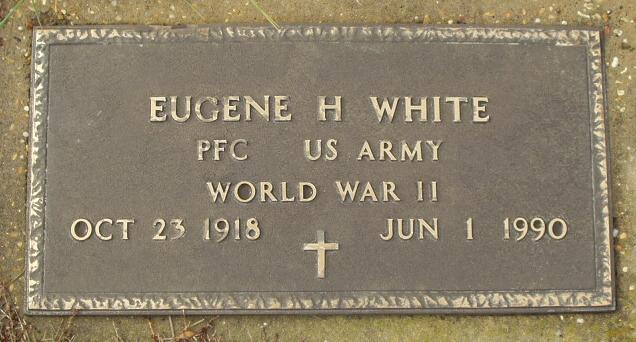 EUGENE H WHITE
PFC US ARMY
WORLD WAR II
OCT 23 1918 JUN 1 1990